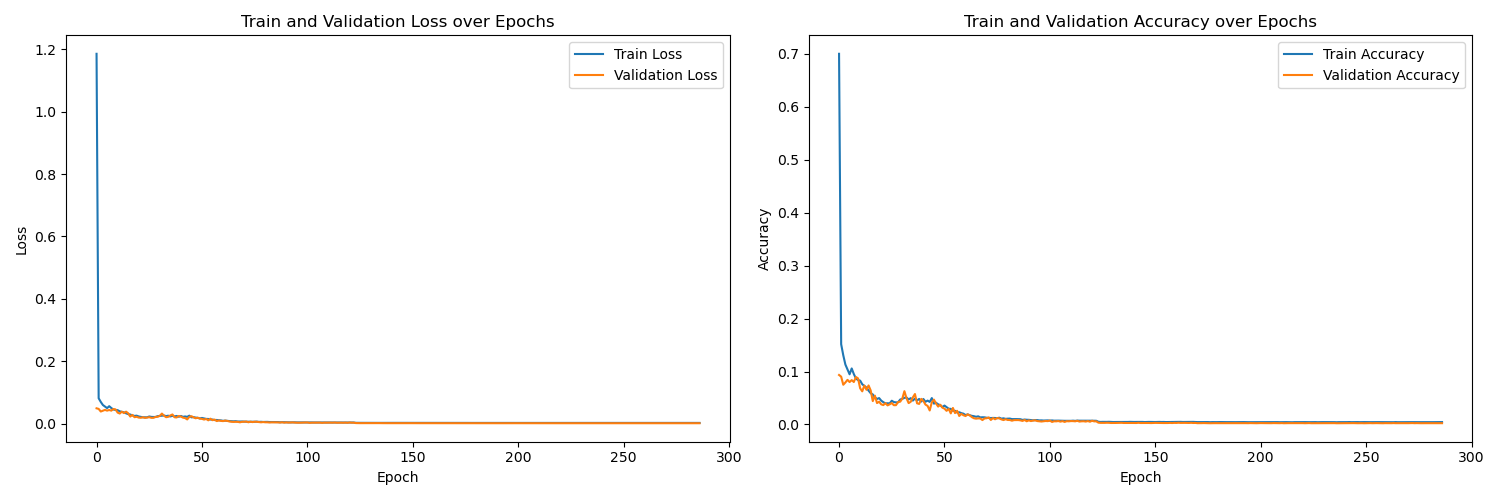 Train and Validation Loss over Epochs
1.2
1.0
0.8
0.6
0.4
0.2
0.0
Loss
0
50
100
150
200
250
300
Epoch
Train Loss
Validation Loss
Train and Validation Accuracy over Epochs
0.7
0.6
0.5
0.4
0.3
0.2
0.1
0.0
Accuracy
0
50
100
150
200
250
300
Epoch
Train Accuracy
Validation Accuracy